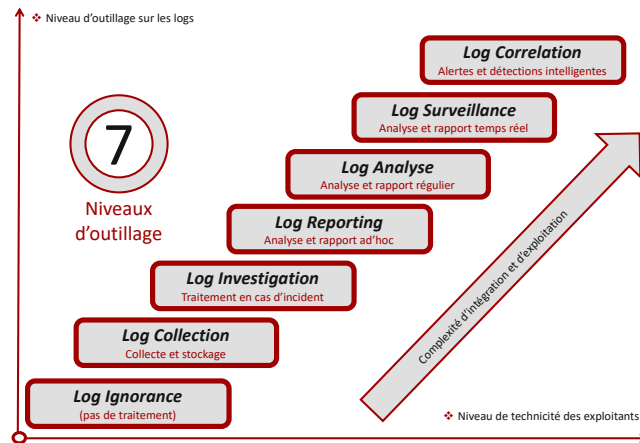 ❖ Niveau d'outillage sur les logs
Log Correlation
Alertes et détections intelligentes
Log Surveillance
Analyse et rapport temps réel
7
Niveaux
d'outillage
Log Analyse
Analyse et rapport régulier
Log Reporting
Analyse et rapport ad'hoc
Log Investigation
Traitement en cas d'incident
Log Collection
Collecte et stockage
Log Ignorance
(pas de traitement)
Complexité d'intégration et d'exploitation
❖ Niveau de technicité des exploitants